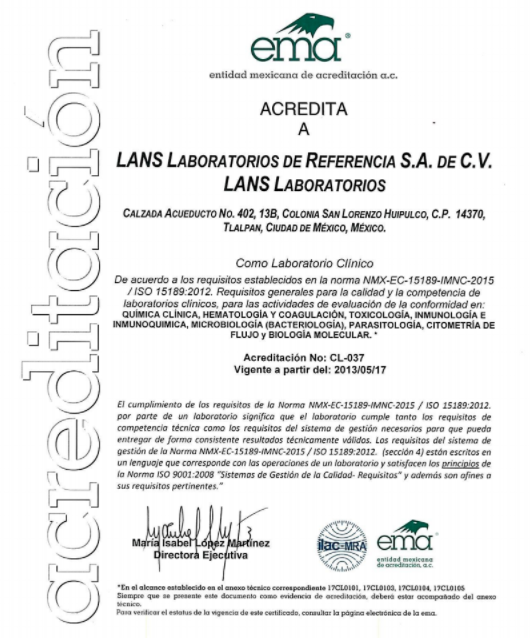 acreditación
ema®
entidad mexicana de acreditación a.c.
ACREDITA
A
LANS LABORATORIOS DE REFERENCIA S.A. DE C.V.
LANS LABORATORIOS
CALZADA ACUEDUCTO NO. 402, 13B, COLONIA SAN LORENZO HUIPULCO, C.P. 14370,
TLALPAN, CIUDAD DE MÉXICO, MÉXICO.
Como Laboratorio Clínico
De acuerdo a los requisitos establecidos en la norma NMX-EC-15189-IMNC-2015
/ ISO 15189:2012. Requisitos generales para la calidad y la competencia de
laboratorios clínicos, para las actividades de evaluación de la conformidad en:
QUÍMICA CLÍNICA, HEMATOLOGÍA Y COAGULACIÓN, TOXICOLOGÍA, INMUNOLOGIA E
INMUNOQUIMICA, MICROBIOLOGÍA (BACTERIOLOGÍA), PARASITOLOGÍA, CITOMETRÍA DE
FLUJO y BIOLOGÍA MOLECULAR. *
Acreditación No: CL-037
Vigente a partir del: 2013/05/17
El cumplimiento de los requisitos de la Norma NMX-EC-15189-IMNC-2015 / ISO 15189:2012.
por parte de un laboratorio significa que el laboratorio cumple tanto los requisitos de
competencia técnica como los requisitos del sistema de gestión necesarios para que pueda
entregar de forma consistente resultados técnicamente válidos. Los requisitos del sistema de
gestión de la Norma NMX-EC-15189-IMNC-2015 / ISO 15189:2012. (sección 4) están escritos en
un lenguaje que corresponde con las operaciones de un laboratorio y satisfacen los principios de
la Norma ISO 9001:2008 "Sistemas de Gestión de la Calidad- Requisitos" y además son afines a
sus requisitos pertinentes."
María Isabel López Martínez
Directora Ejecutiva
ilac-MRA
ema®
entidad mexicana
de acreditación, a.c.
*En el alcance establecido en el anexo técnico correspondiente 17CL0101, 17CL0103, 17CL0104, 17CL0105
Siempre que se presente este documento como evidencia de acreditación, deberá estar acompañado del anexo
técnico.
Para verificar el estatus de la vigencia de este certificado, consultar la página electrónica de la ema.